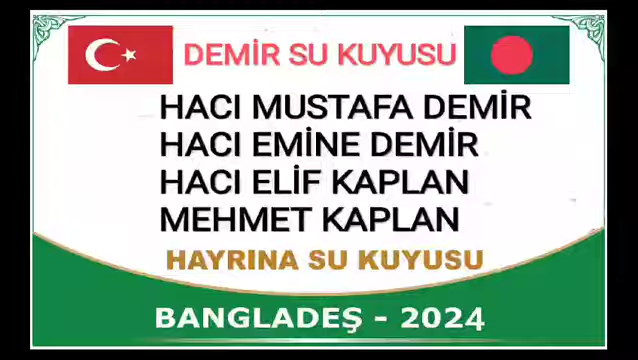 DEMİR SU KUYUSU
HACI MUSTAFA DEMİR
HACI EMİNE DEMİR
HACI ELİF KAPLAN
MEHMET KAPLAN
HAYRINA SU KUYUSU
BANGLADEŞ - 2024